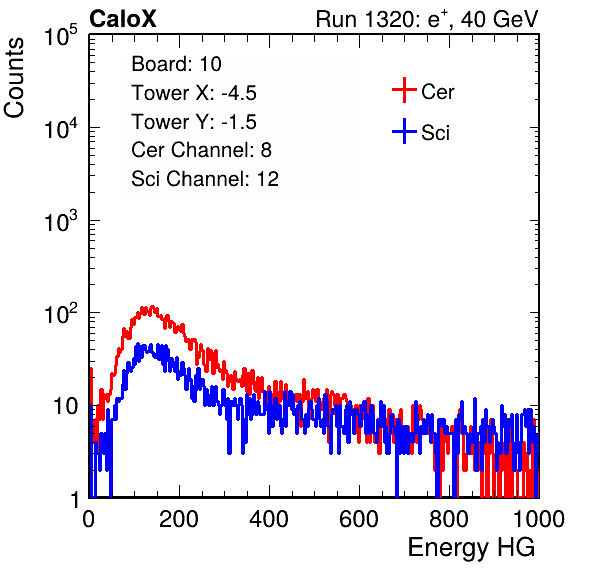 CaloX Run 1320: e+, 40 GeV
Board: 10
Tower X: -4.5
Tower Y: -1.5
Cer Channel: 8
Sci Channel: 12
Cer
Sci
Counts
10^5
10^4
10^3
10^2
10
1
0 200 400 600 800 1000
Energy HG